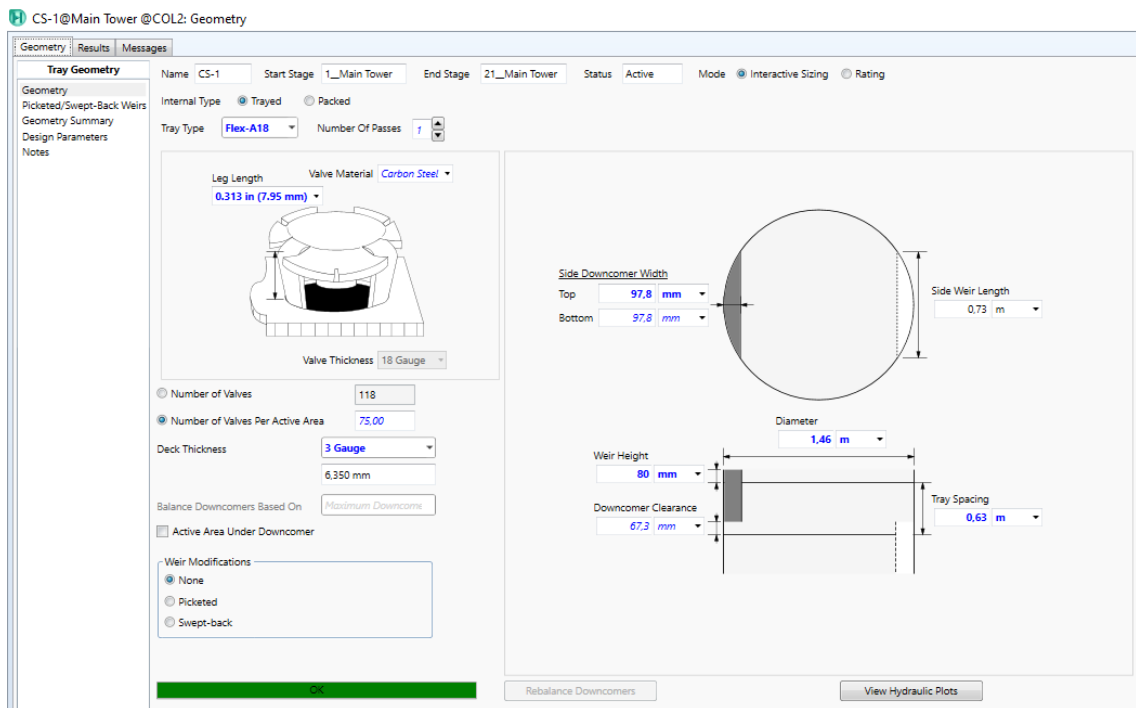 CS-1@Main Tower @COL2: Geometry
Geometry Results Messages
Tray Geometry
Geometry
Picketed/Swept-Back Weirs
Geometry Summary
Design Parameters
Notes
Name CS-1 Start Stage 1__Main Tower End Stage 21__Main Tower Status Active Mode Interactive Sizing Rating
Internal Type Trayed Packed
Tray Type Flex-A18 Number Of Passes 1
Leg Length Valve Material Carbon Steel
0.313 in (7.95 mm)
Valve Thickness 18 Gauge
Number of Valves 118
Number of Valves Per Active Area 75,00
Deck Thickness 3 Gauge
6,350 mm
Balance Downcomers Based On Maximum Downcome
Active Area Under Downcomer
Weir Modifications
None
Picketed
Swept-back
OK
Side Downcomer Width
Top 97,8 mm
Bottom 97,8 mm
Side Weir Length
0,73 m
Diameter
1,46 m
Weir Height
80 mm
Downcomer Clearance
67,3 mm
Tray Spacing
0,63 m
Rebalance Downcomers View Hydraulic Plots